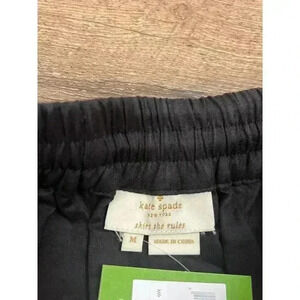 kate spade
NEW YORK
skirt the rules
M
MADE IN CHINA